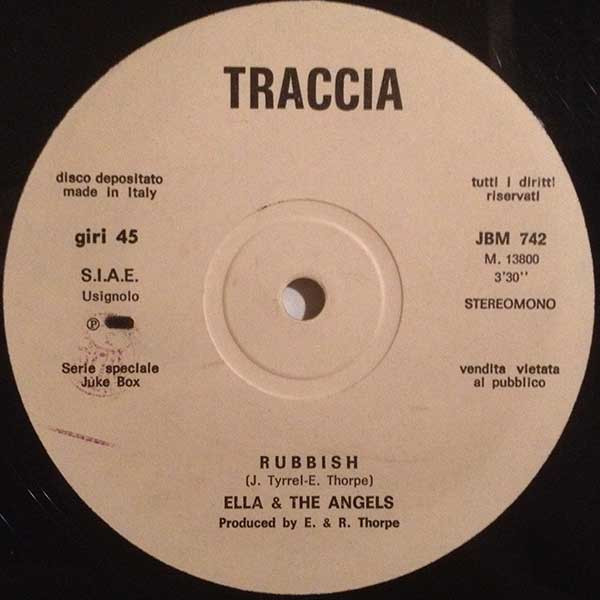 TRACCIA
disco depositato
made in Italy
giri 45
S.I.A.E.
Usignolo
℗
Serie speciale
Juke Box
tutti i diritti
riservati
JBM 742
M. 13800
3'30''
STEREOMONO
vendita vietata
al pubblico
RUBBISH
(J. Tyrrel-E. Thorpe)
ELLA & THE ANGELS
Produced by E. & R. Thorpe